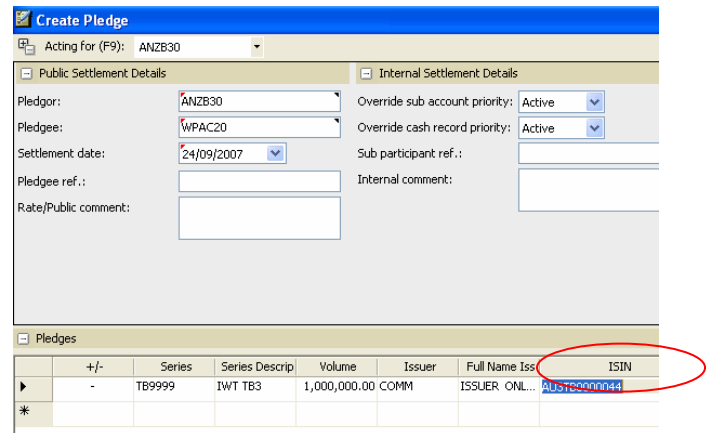 Create Pledge
Acting for (F9): ANZB30
Public Settlement Details
Internal Settlement Details
Pledgor: ANZB30
Override sub account priority: Active
Pledgee: WPAC20
Override cash record priority: Active
Settlement date: 24/09/2007
Sub participant ref.:
Pledgee ref.:
Internal comment:
Rate/Public comment:
Pledges
+/- Series Series Descrip Volume Issuer Full Name Iss ISIN
- TB9999 IWT TB3 1,000,000.00 COMM ISSUER ONL... AU3TB0000044